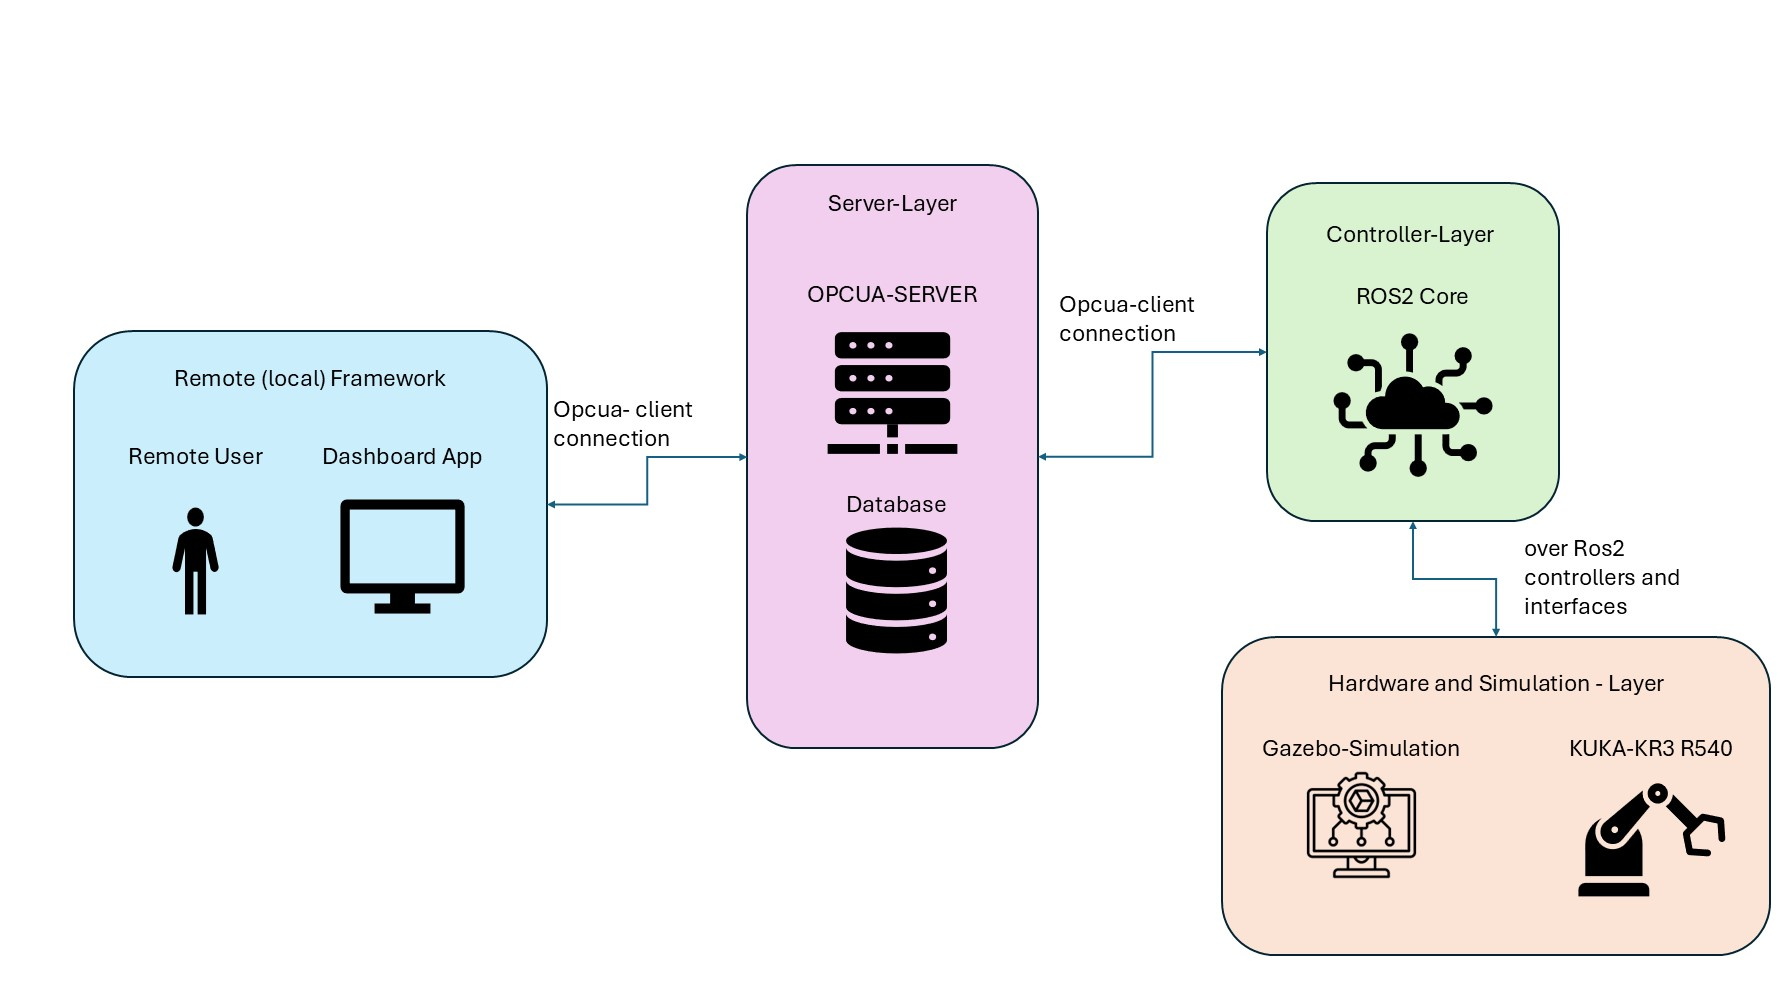 Remote (local) Framework
Remote User
Dashboard App
Opcua- client
connection
Server-Layer
OPCUA-SERVER
Database
Opcua-client
connection
Controller-Layer
ROS2 Core
over Ros2
controllers and
interfaces
Hardware and Simulation - Layer
Gazebo-Simulation
KUKA-KR3 R540